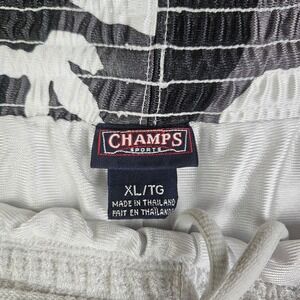 CHAMPS
SPORTS
XL/TG
MADE IN THAILAND
FAIT EN THAÏLANDE